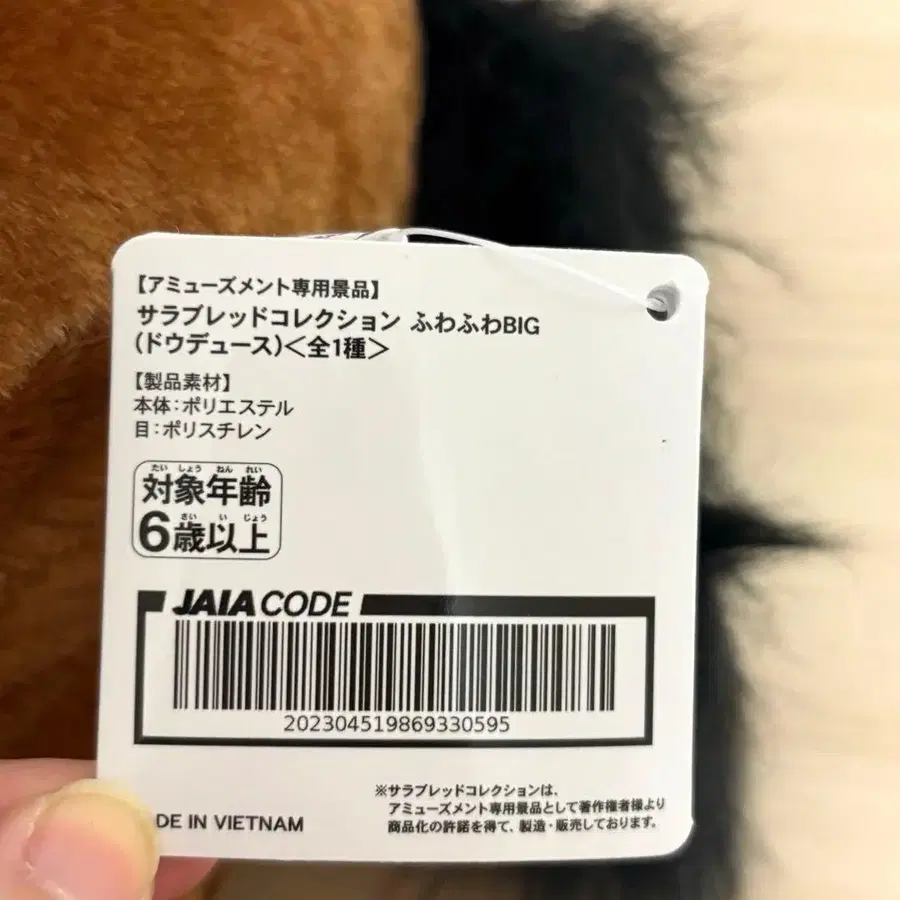 【アミューズメント専用景品】
サラブレッドコレクション ふわふわBIG
(ドウデュース)<全1種>
【製品素材】
本体:ポリエステル
目:ポリスチレン
たい しょう ねん れい
対象年齢
さい い じょう
6歳以上
JAIA CODE
2023045198693​30595
※サラブレッドコレクションは、
アミューズメント専用景品として著作権者様より
商品化の許諾を得て、製造・販売しております。
DE IN VIETNAM